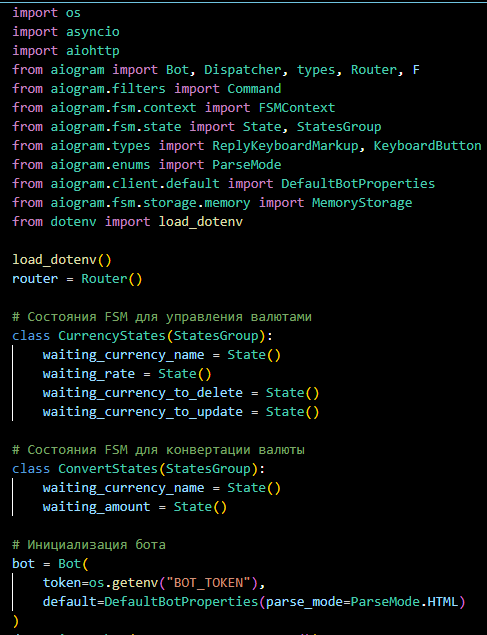 import os
import asyncio
import aiohttp
from aiogram import Bot, Dispatcher, types, Router, F
from aiogram.filters import Command
from aiogram.fsm.context import FSMContext
from aiogram.fsm.state import State, StatesGroup
from aiogram.types import ReplyKeyboardMarkup, KeyboardButton
from aiogram.enums import ParseMode
from aiogram.client.default import DefaultBotProperties
from aiogram.fsm.storage.memory import MemoryStorage
from dotenv import load_dotenv

load_dotenv()
router = Router()

# Состояния FSM для управления валютами
class CurrencyStates(StatesGroup):
    waiting_currency_name = State()
    waiting_rate = State()
    waiting_currency_to_delete = State()
    waiting_currency_to_update = State()

# Состояния FSM для конвертации валюты
class ConvertStates(StatesGroup):
    waiting_currency_name = State()
    waiting_amount = State()

# Инициализация бота
bot = Bot(
    token=os.getenv("BOT_TOKEN"),
    default=DefaultBotProperties(parse_mode=ParseMode.HTML)
)